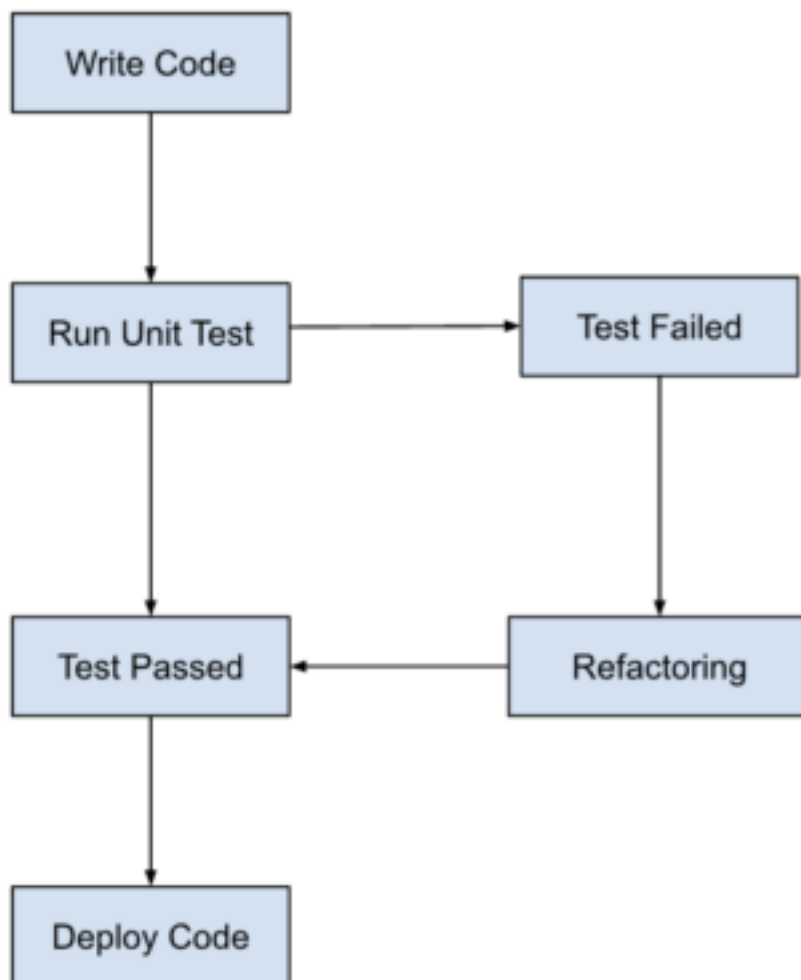 Write Code
Run Unit Test
Test Failed
Test Passed
Refactoring
Deploy Code